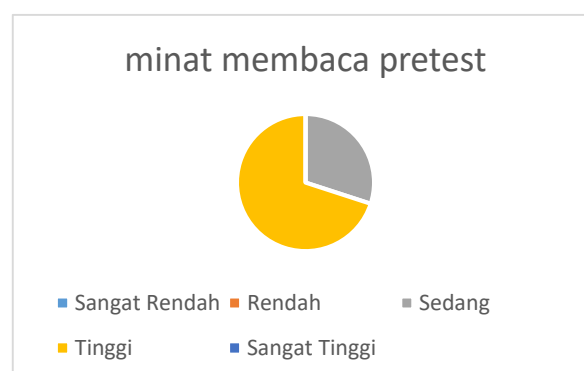 minat membaca pretest
Sangat Rendah Rendah Sedang
Tinggi Sangat Tinggi